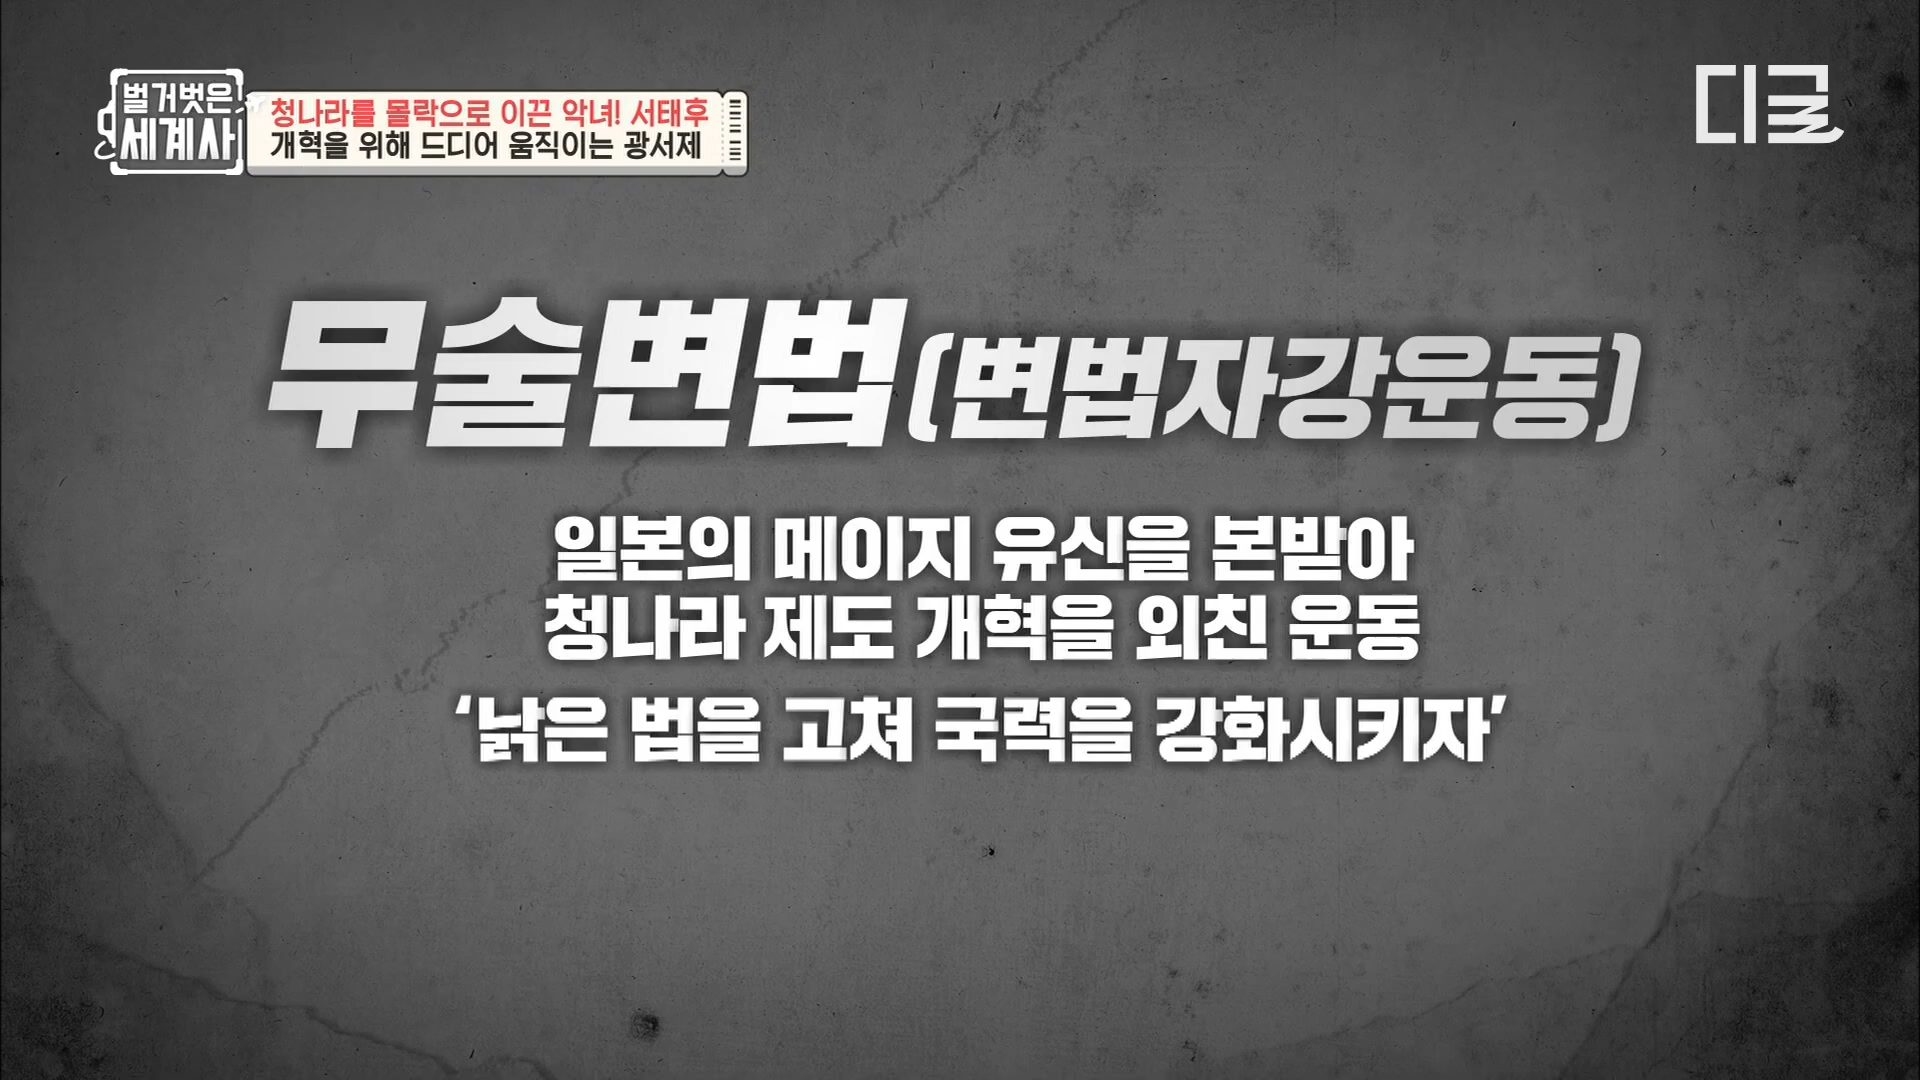 벌거벗은
세계사
청나라를 몰락으로 이끈 악녀! 서태후
개혁을 위해 드디어 움직이는 광서제
디글
무술변법(변법자강운동)
일본의 메이지 유신을 본받아
청나라 제도 개혁을 외친 운동
‘낡은 법을 고쳐 국력을 강화시키자’